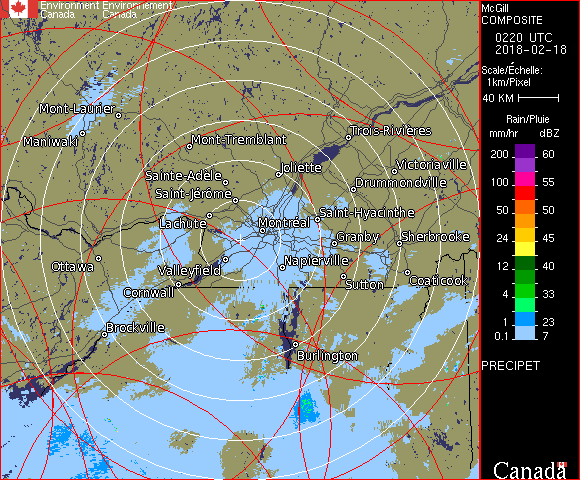 Environment Environnement
Canada Canada
McGill
COMPOSITE
0220 UTC
2018-02-18
Scale/Échelle:
1km/Pixel
40 KM
Rain/Pluie
mm/hr dBZ
200 60
100 55
50 50
24 45
12 40
4 33
1 23
0.1 7
PRECIPET
Canada
Mont-Laurier
Maniwaki
Mont-Tremblant
Trois-Rivières
Joliette
Victoriaville
Sainte-Adèle
Drummondville
Saint-Jérôme
Saint-Hyacinthe
Lachute
Montréal
Granby
Sherbrooke
Ottawa
Valleyfield
Napierville
Sutton
Coaticook
Cornwall
Brockville
Burlington